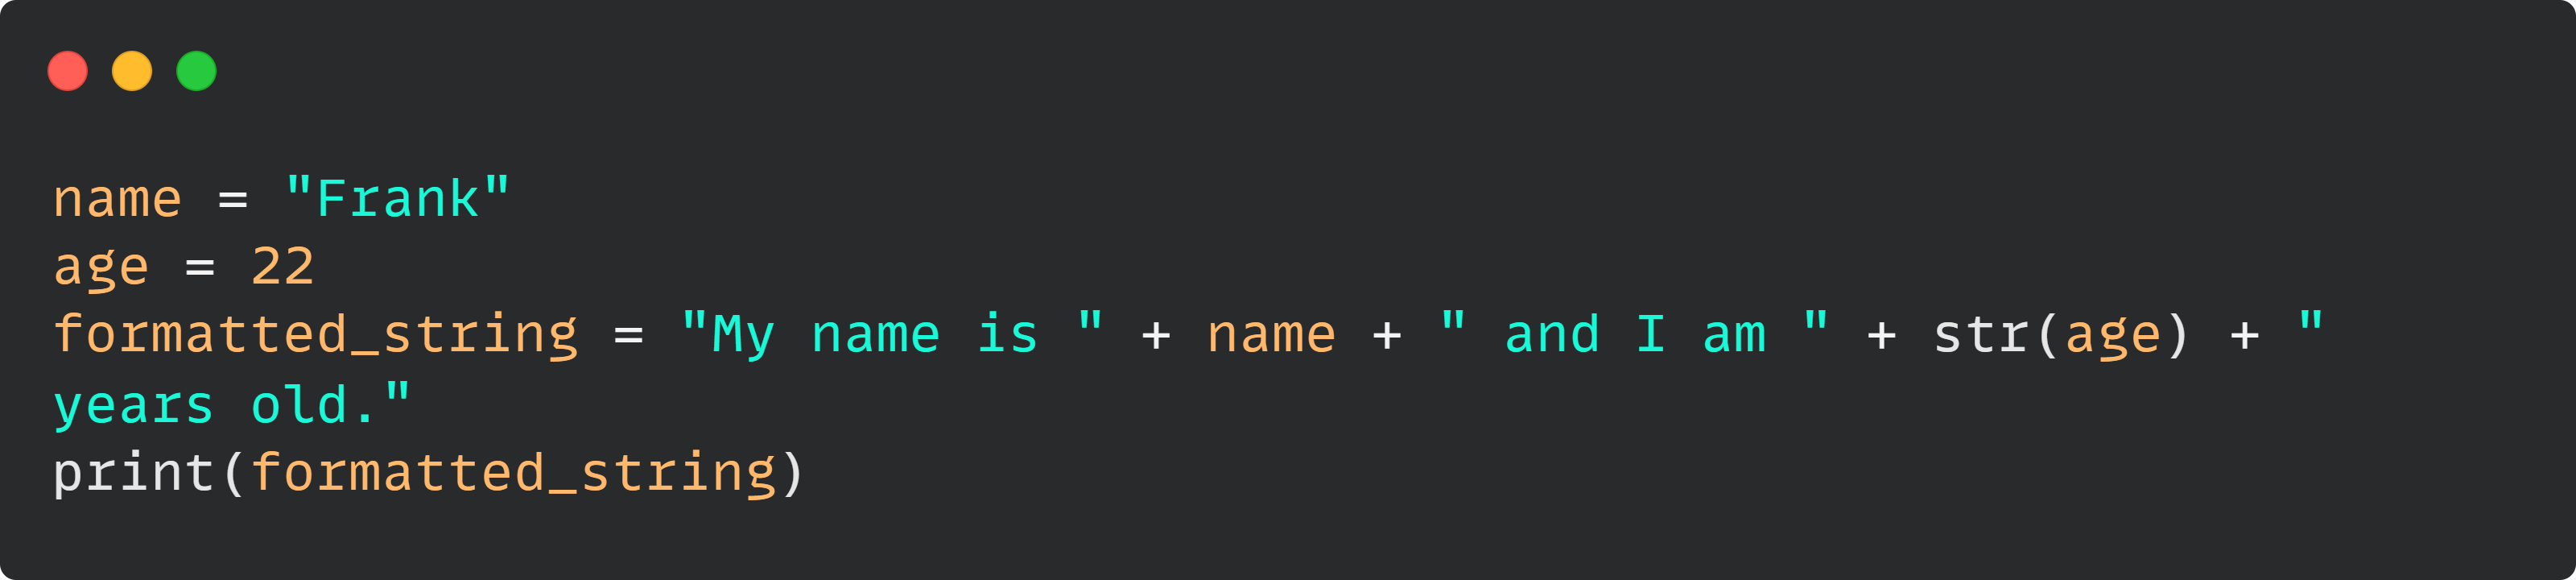 name = "Frank"
age = 22
formatted_string = "My name is " + name + " and I am " + str(age) + "
years old."
print(formatted_string)